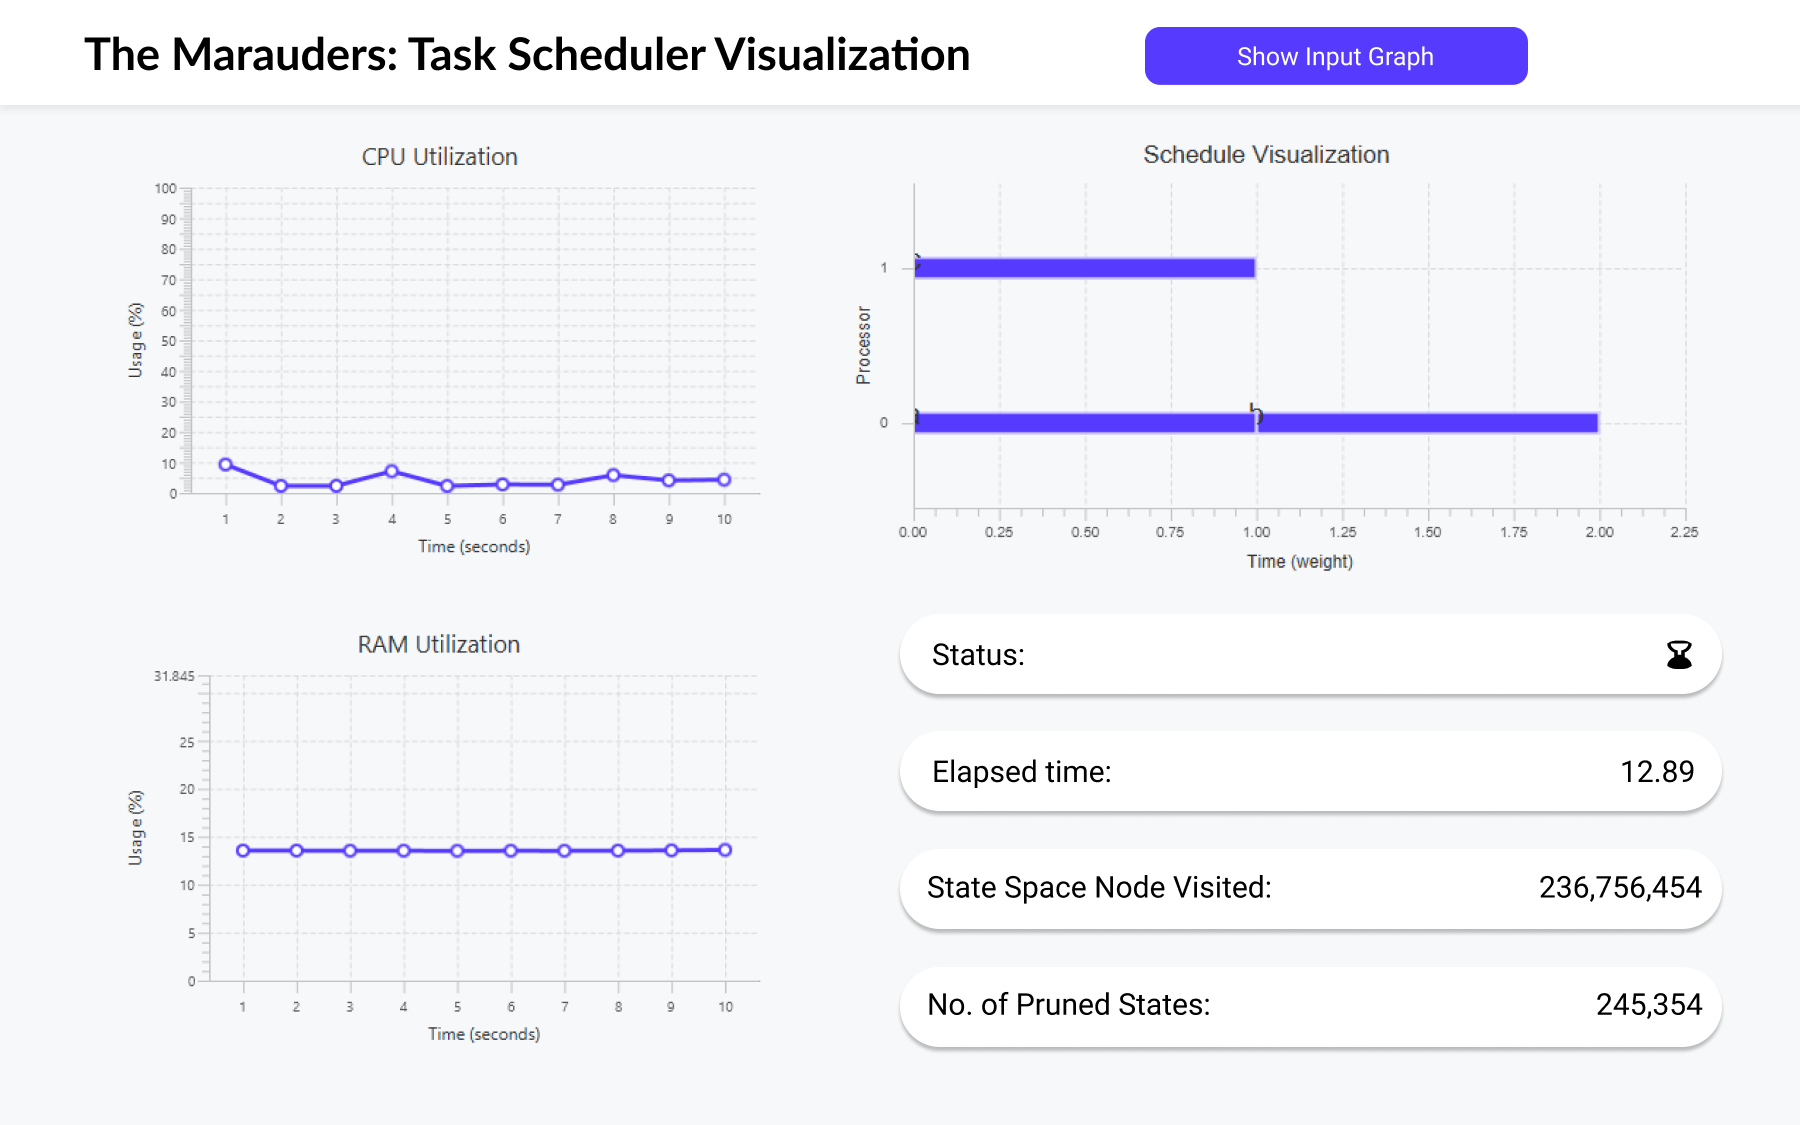 The Marauders: Task Scheduler Visualization
Show Input Graph
CPU Utilization
100
90
80
70
60
50
40
30
20
10
0
Usage (%)
1 2 3 4 5 6 7 8 9 10
Time (seconds)
Schedule Visualization
1
0
Processor
b
0.00 0.25 0.50 0.75 1.00 1.25 1.50 1.75 2.00 2.25
Time (weight)
RAM Utilization
31.845
25
20
15
10
5
0
Usage (%)
1 2 3 4 5 6 7 8 9 10
Time (seconds)
Status:
Elapsed time: 12.89
State Space Node Visited: 236,756,454
No. of Pruned States: 245,354